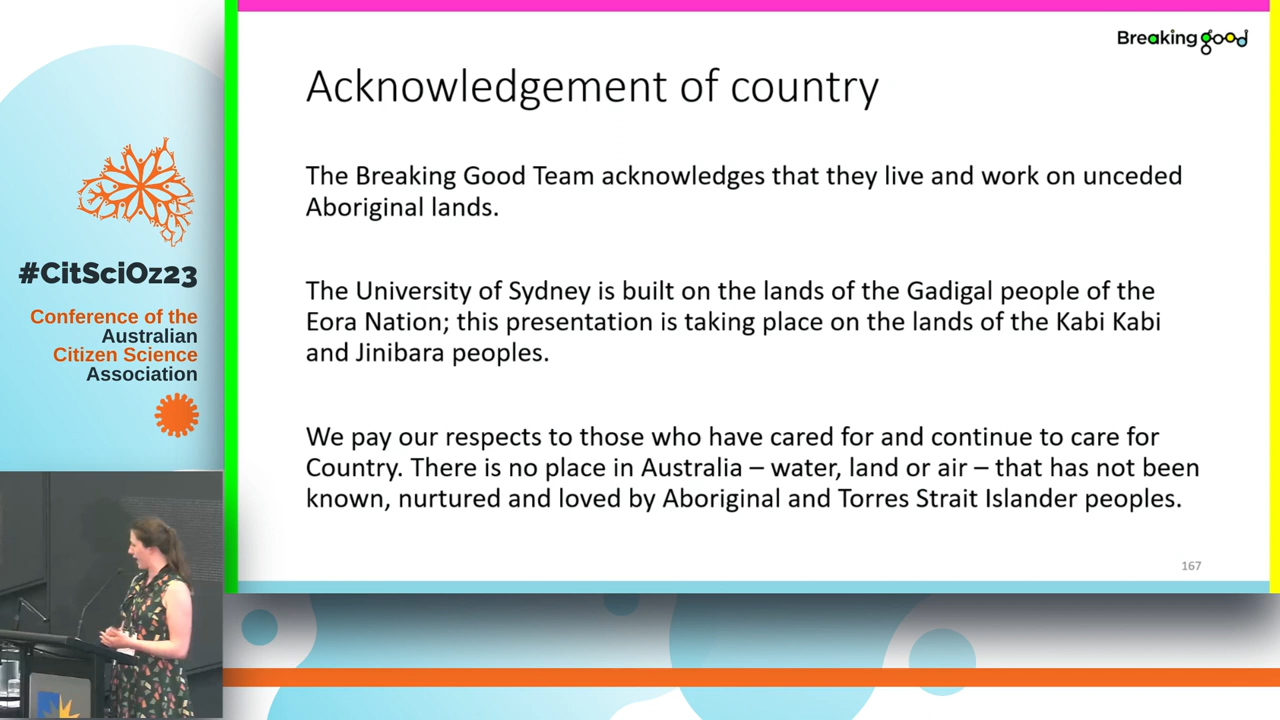 Breaking good
Acknowledgement of country
The Breaking Good Team acknowledges that they live and work on unceded
Aboriginal lands.
The University of Sydney is built on the lands of the Gadigal people of the
Eora Nation; this presentation is taking place on the lands of the Kabi Kabi
and Jinibara peoples.
We pay our respects to those who have cared for and continue to care for
Country. There is no place in Australia – water, land or air – that has not been
known, nurtured and loved by Aboriginal and Torres Strait Islander peoples.
167
#CitSciOz23
Conference of the
Australian
Citizen Science
Association